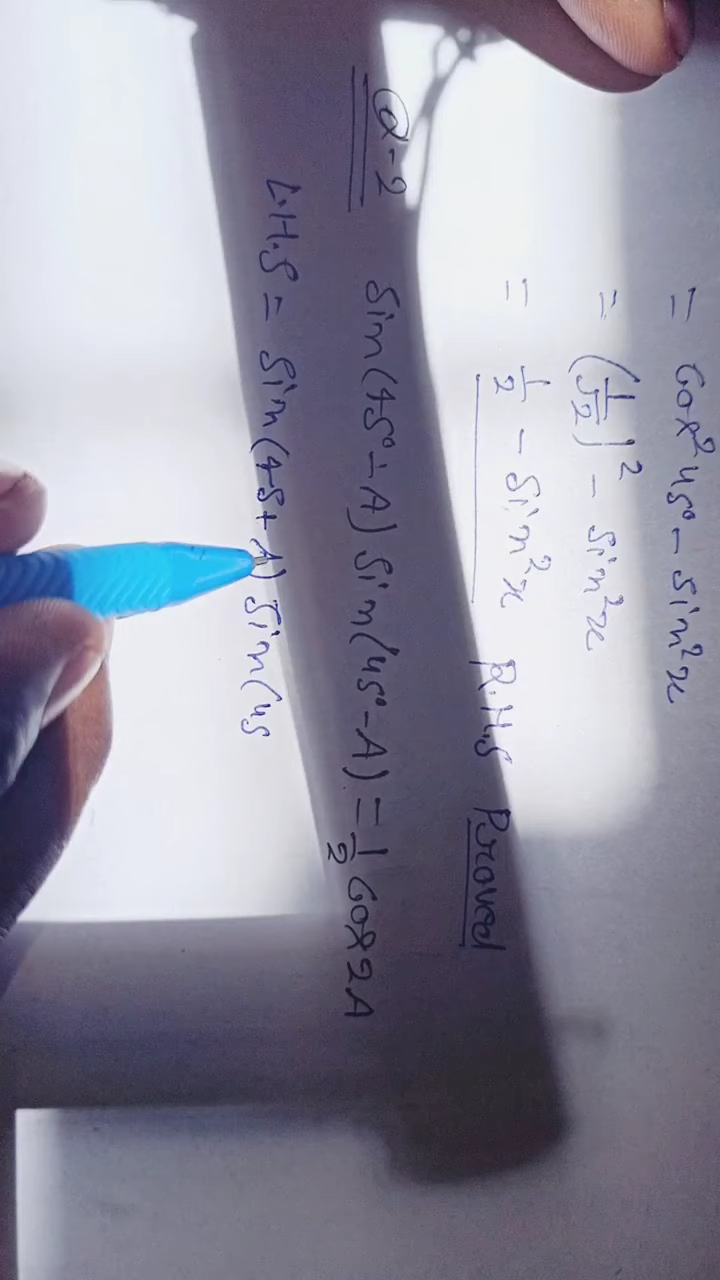 = cos²45° - sin²x
= (1/√2)² - sin²x
= 1/2 - sin²x R.H.S Proved
Q-2 sin(45°-A) sin(45°-A) = 1/2 cos2A
L.H.S = sin(45+A) sin(45